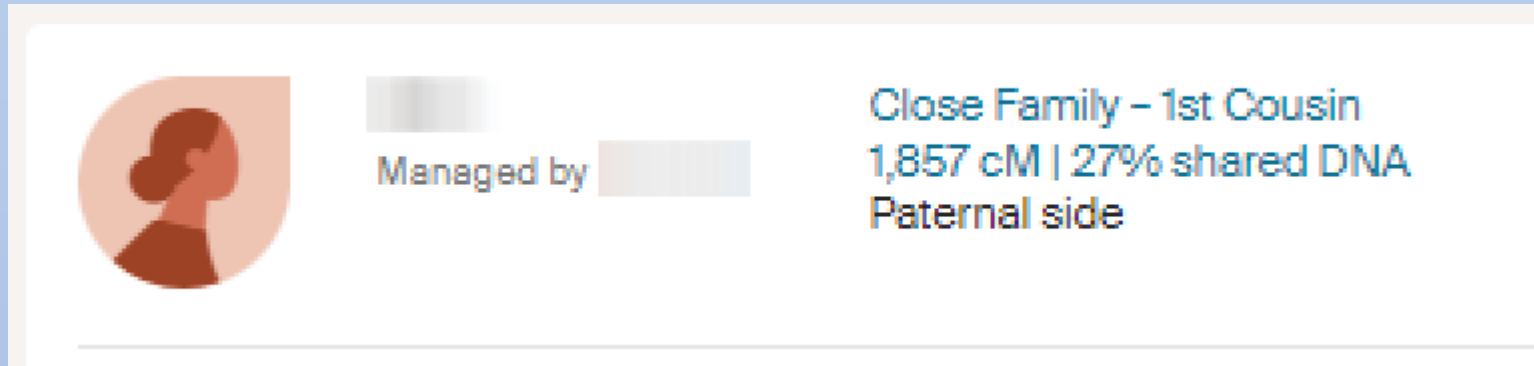 Managed by
Close Family – 1st Cousin
1,857 cM | 27% shared DNA
Paternal side